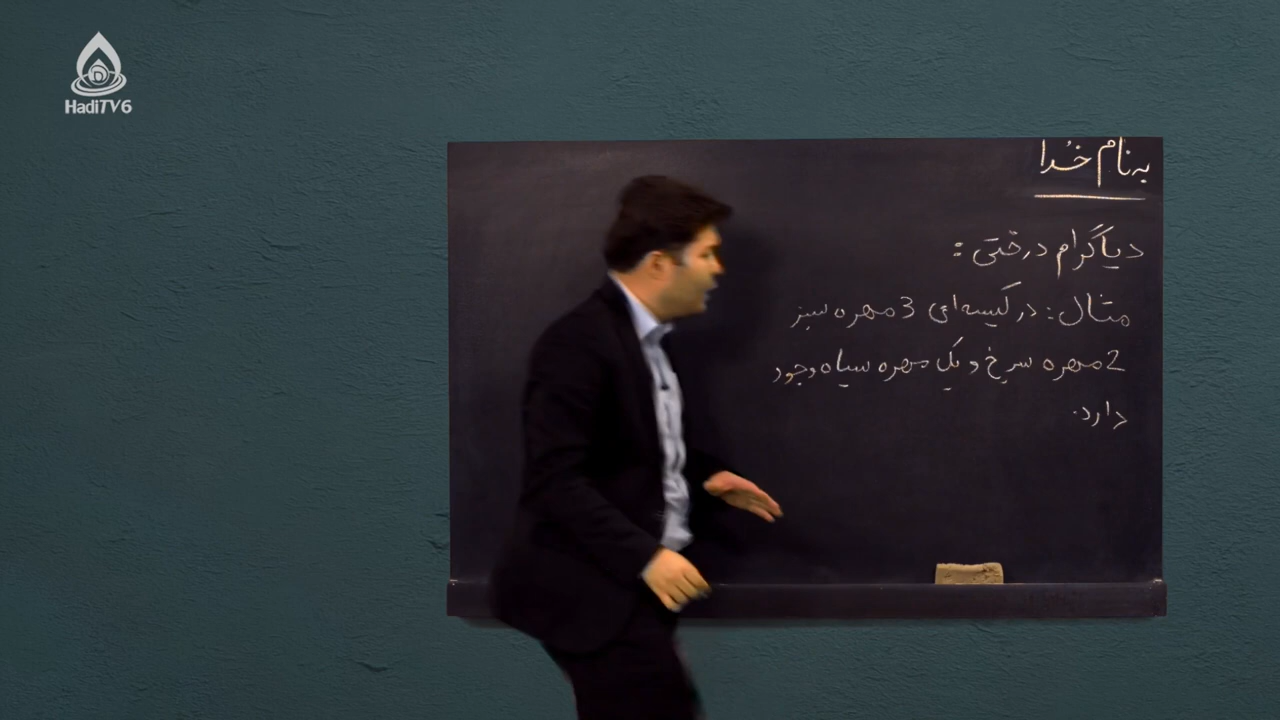 HadiTV6
به نام خُدا
دیاگرام درختی :
مثال : در کیسه‌ای 3 مهره سبز
2 مهره سرخ و یک مهره سیاه وجود
دارد.